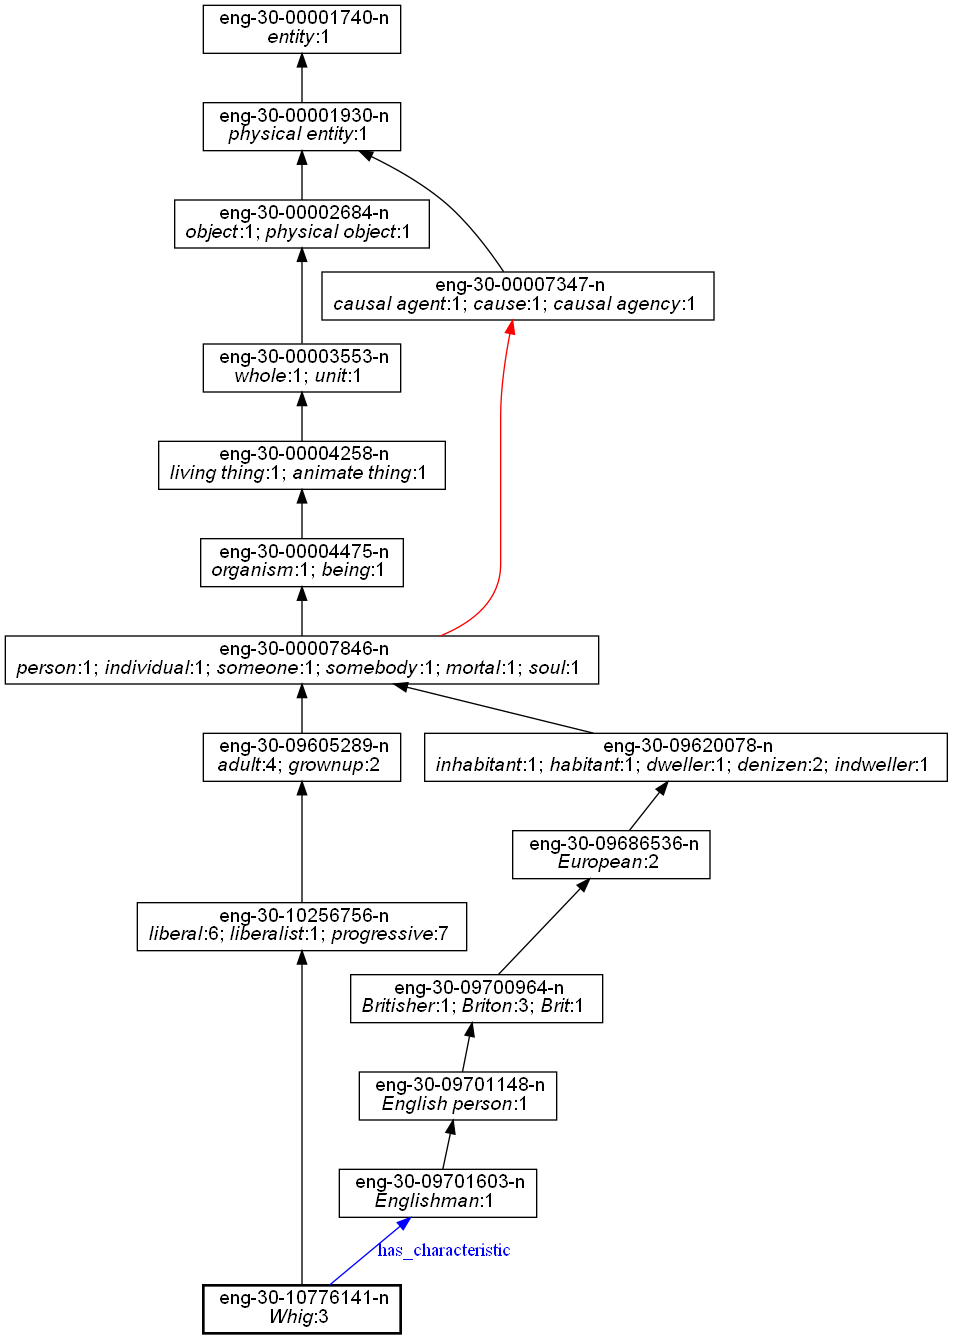 eng-30-00001740-n
entity:1
eng-30-00001930-n
physical entity:1
eng-30-00002684-n
object:1; physical object:1
eng-30-00007347-n
causal agent:1; cause:1; causal agency:1
eng-30-00003553-n
whole:1; unit:1
eng-30-00004258-n
living thing:1; animate thing:1
eng-30-00004475-n
organism:1; being:1
eng-30-00007846-n
person:1; individual:1; someone:1; somebody:1; mortal:1; soul:1
eng-30-09605289-n
adult:4; grownup:2
eng-30-09620078-n
inhabitant:1; habitant:1; dweller:1; denizen:2; indweller:1
eng-30-09686536-n
European:2
eng-30-10256756-n
liberal:6; liberalist:1; progressive:7
eng-30-09700964-n
Britisher:1; Briton:3; Brit:1
eng-30-09701148-n
English person:1
eng-30-09701603-n
Englishman:1
has_characteristic
eng-30-10776141-n
Whig:3